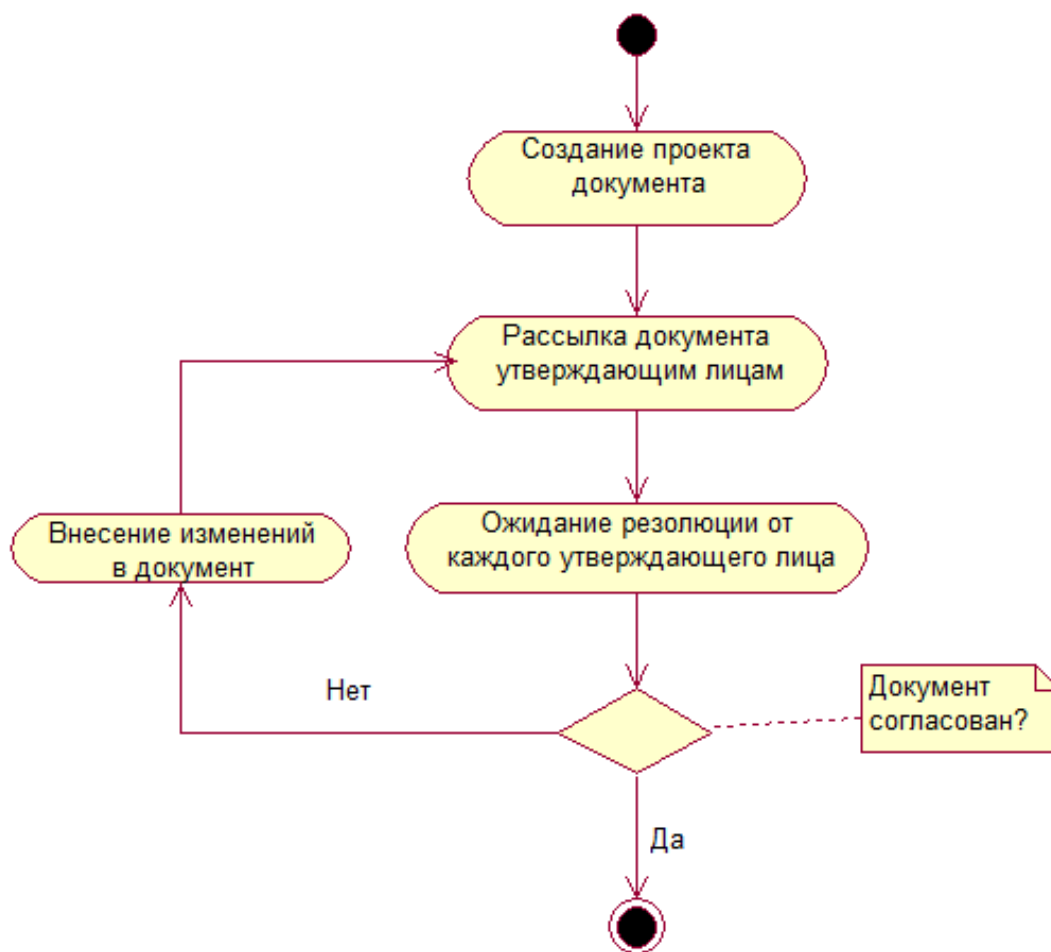 Создание проекта
документа
Рассылка документа
утверждающим лицам
Ожидание резолюции от
каждого утверждающего лица
Внесение изменений
в документ
Нет
Документ
согласован?
Да